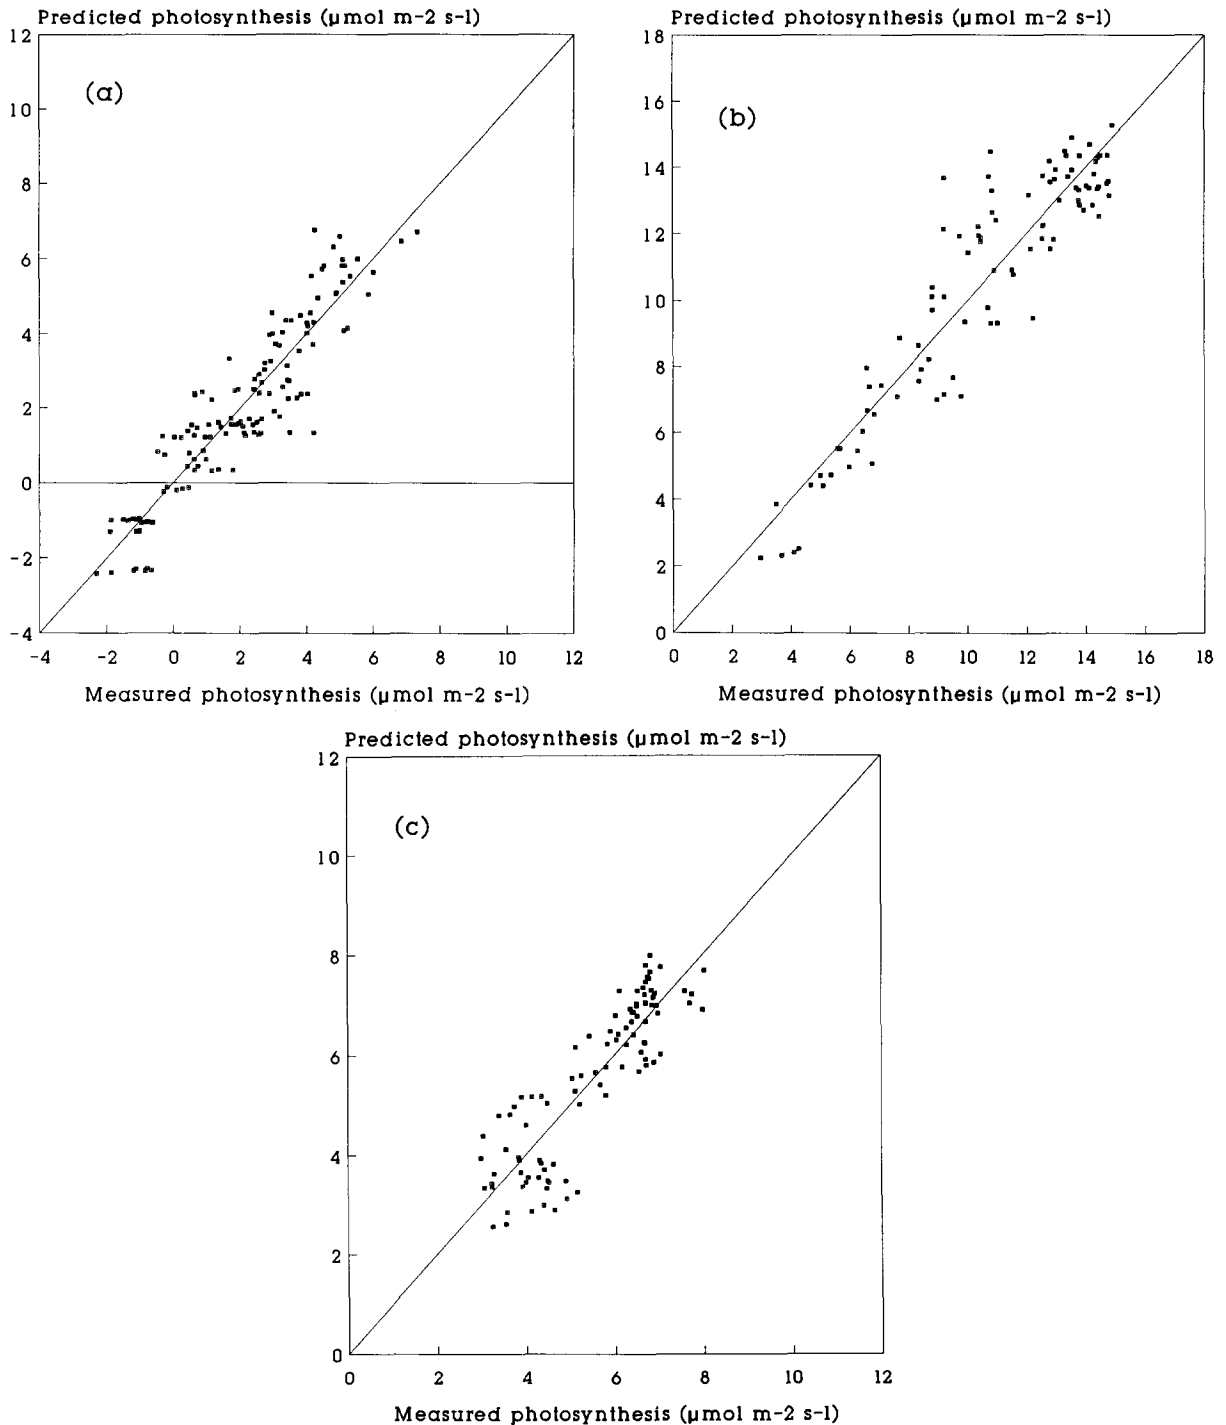 Predicted photosynthesis (µmol m-2 s-1)
12
10
8
6
4
2
0
-2
-4
(a)
-4 -2 0 2 4 6 8 10 12
Measured photosynthesis (µmol m-2 s-1)
Predicted photosynthesis (µmol m-2 s-1)
18
16
14
12
10
8
6
4
2
0
(b)
0 2 4 6 8 10 12 14 16 18
Measured photosynthesis (µmol m-2 s-1)
Predicted photosynthesis (µmol m-2 s-1)
12
10
8
6
4
2
0
(c)
0 2 4 6 8 10 12
Measured photosynthesis (µmol m-2 s-1)